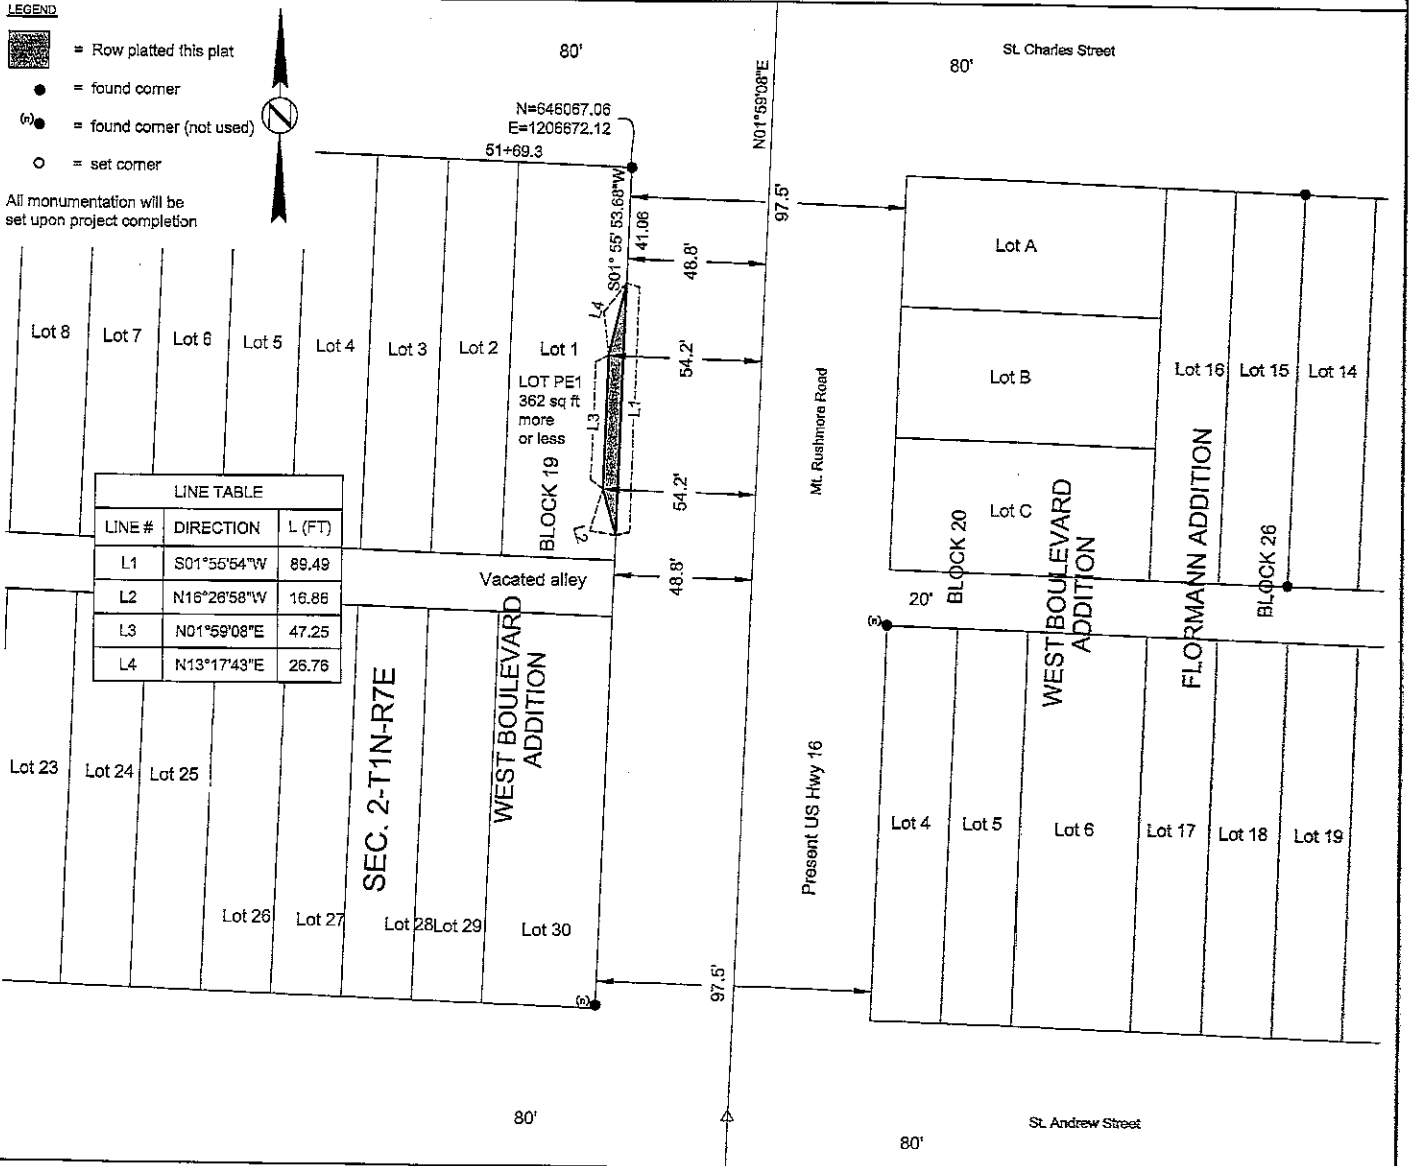 LEGEND
= Row platted this plat
= found corner
(n)
= found corner (not used)
= set corner
All monumentation will be
set upon project completion
N
80'
80'
St. Charles Street
N=646067.06
E=1206672.12
51+69.3
N01°59'08"E
S01° 55' 53.68"W
41.06
97.5'
48.8'
54.2'
54.2'
48.8'
Lot 8
Lot 7
Lot 6
Lot 5
Lot 4
Lot 3
Lot 2
Lot 1
LOT PE1
362 sq ft
more
or less
BLOCK 19
L4
L3
L1
L2
Mt. Rushmore Road
Lot A
Lot B
Lot C
Lot 16
Lot 15
Lot 14
LINE TABLE
LINE # DIRECTION L (FT)
L1 S01°55'54"W 89.49
L2 N16°26'58"W 16.86
L3 N01°59'08"E 47.25
L4 N13°17'43"E 26.76
Vacated alley
20'
(n)
BLOCK 20
WEST BOULEVARD
ADDITION
FLORMANN ADDITION
BLOCK 26
Lot 23
Lot 24
Lot 25
Lot 26
Lot 27
Lot 28
Lot 29
Lot 30
SEC. 2-T1N-R7E
WEST BOULEVARD
ADDITION
Present US Hwy 16
Lot 4
Lot 5
Lot 6
Lot 17
Lot 18
Lot 19
97.5'
(n)
80'
80'
St. Andrew Street